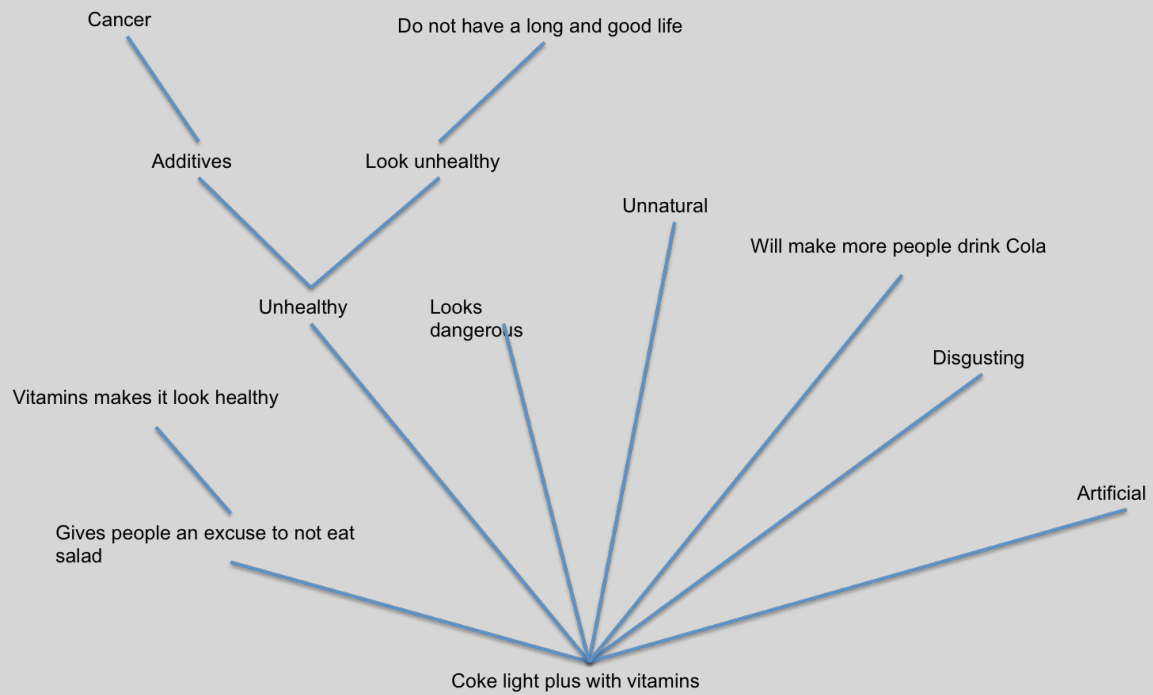 Cancer
Do not have a long and good life
Additives
Look unhealthy
Unnatural
Will make more people drink Cola
Unhealthy
Looks
dangerous
Disgusting
Vitamins makes it look healthy
Artificial
Gives people an excuse to not eat
salad
Coke light plus with vitamins